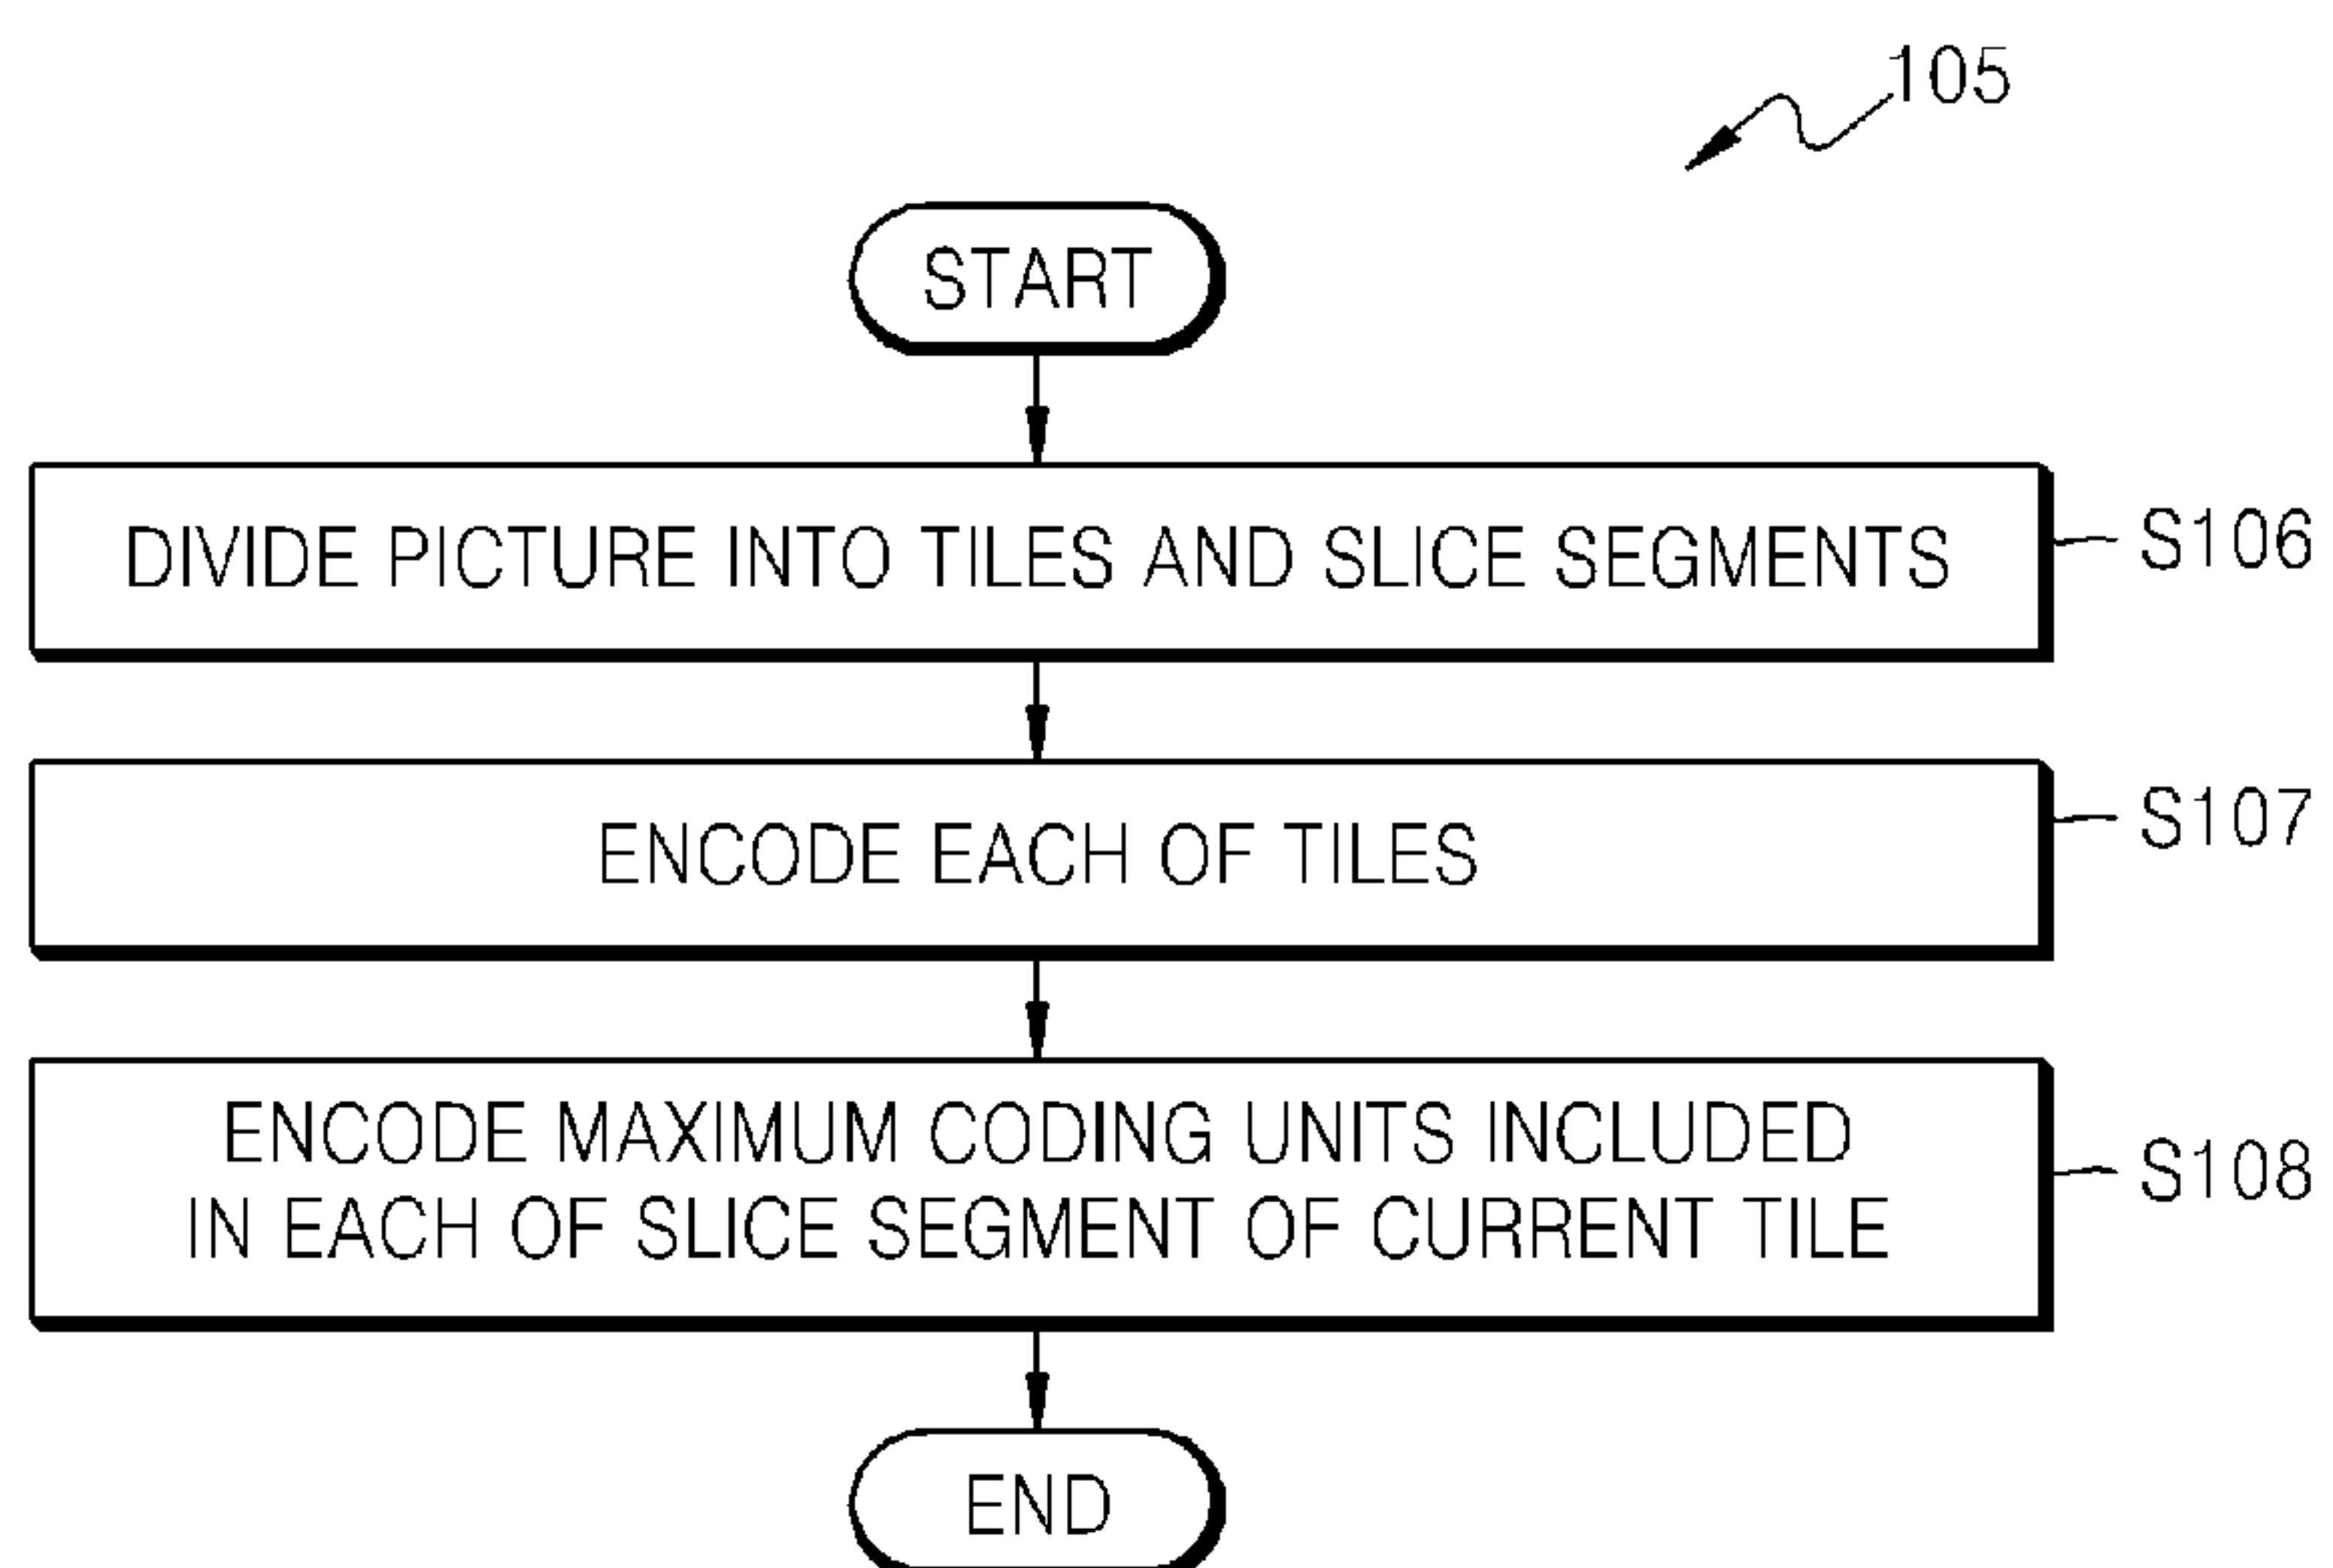 105
START
DIVIDE PICTURE INTO TILES AND SLICE SEGMENTS
S106
ENCODE EACH OF TILES
S107
ENCODE MAXIMUM CODING UNITS INCLUDED
IN EACH OF SLICE SEGMENT OF CURRENT TILE
S108
END